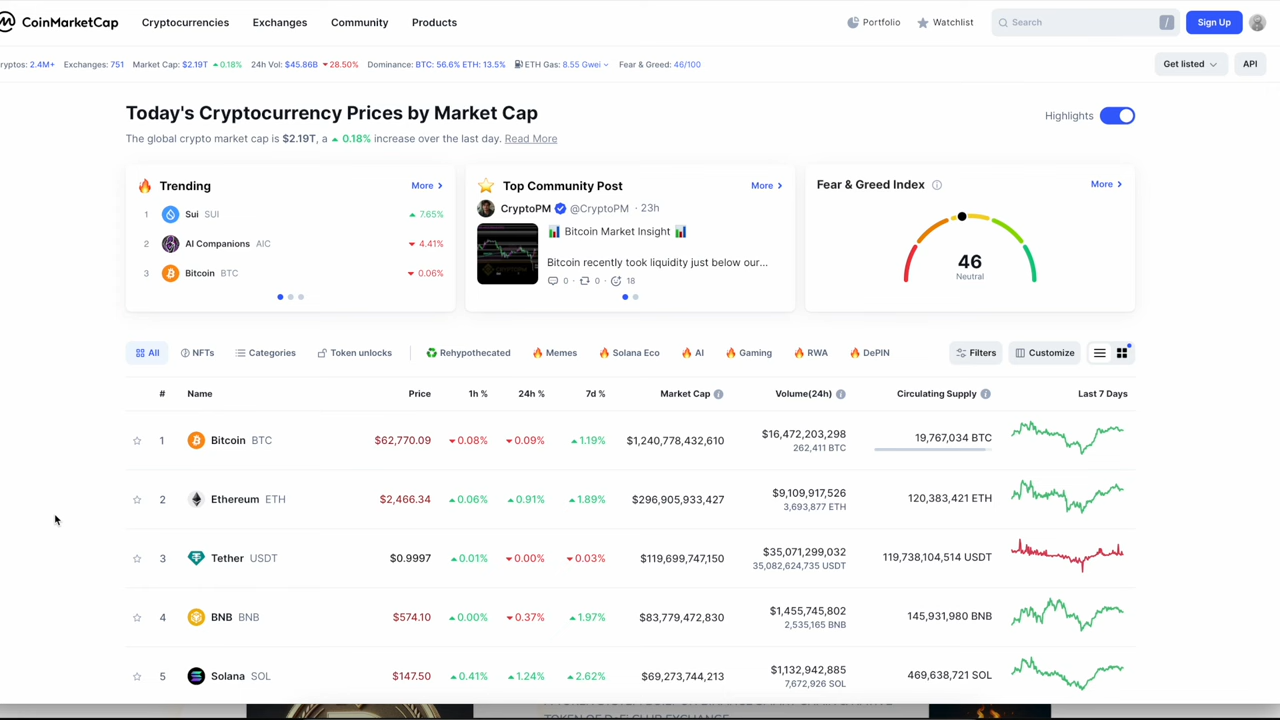 CoinMarketCap Cryptocurrencies Exchanges Community Products Portfolio Watchlist Search / Sign Up
ryptos: 2.4M+ Exchanges: 751 Market Cap: $2.19T 0.18% 24h Vol: $45.86B 28.50% Dominance: BTC: 56.6% ETH: 13.5% ETH Gas: 8.55 Gwei Fear & Greed: 46/100 Get listed API
Today's Cryptocurrency Prices by Market Cap
Highlights
The global crypto market cap is $2.19T, a 0.18% increase over the last day. Read More
Trending More
1 Sui SUI 7.65%
2 AI Companions AIC 4.41%
3 Bitcoin BTC 0.06%
Top Community Post More
CryptoPM @CryptoPM · 23h
Bitcoin Market Insight
Bitcoin recently took liquidity just below our...
0 · 0 · 18
Fear & Greed Index More
46
Neutral
All NFTs Categories Token unlocks Rehypothecated Memes Solana Eco AI Gaming RWA DePIN Filters Customize
# Name Price 1h % 24h % 7d % Market Cap Volume(24h) Circulating Supply Last 7 Days
1 Bitcoin BTC $62,770.09 0.08% 0.09% 1.19% $1,240,778,432,610 $16,472,203,298 19,767,034 BTC
262,411 BTC
2 Ethereum ETH $2,466.34 0.06% 0.91% 1.89% $296,905,933,427 $9,109,917,526 120,383,421 ETH
3,693,877 ETH
3 Tether USDT $0.9997 0.01% 0.00% 0.03% $119,699,747,150 $35,071,299,032 119,738,104,514 USDT
35,082,624,735 USDT
4 BNB BNB $574.10 0.00% 0.37% 1.97% $83,779,472,830 $1,455,745,802 145,931,980 BNB
2,535,165 BNB
5 Solana SOL $147.50 0.41% 1.24% 2.62% $69,273,744,213 $1,132,942,885 469,638,721 SOL
7,672,926 SOL
TOKEN OF DeFi CLUB EXCHANGE